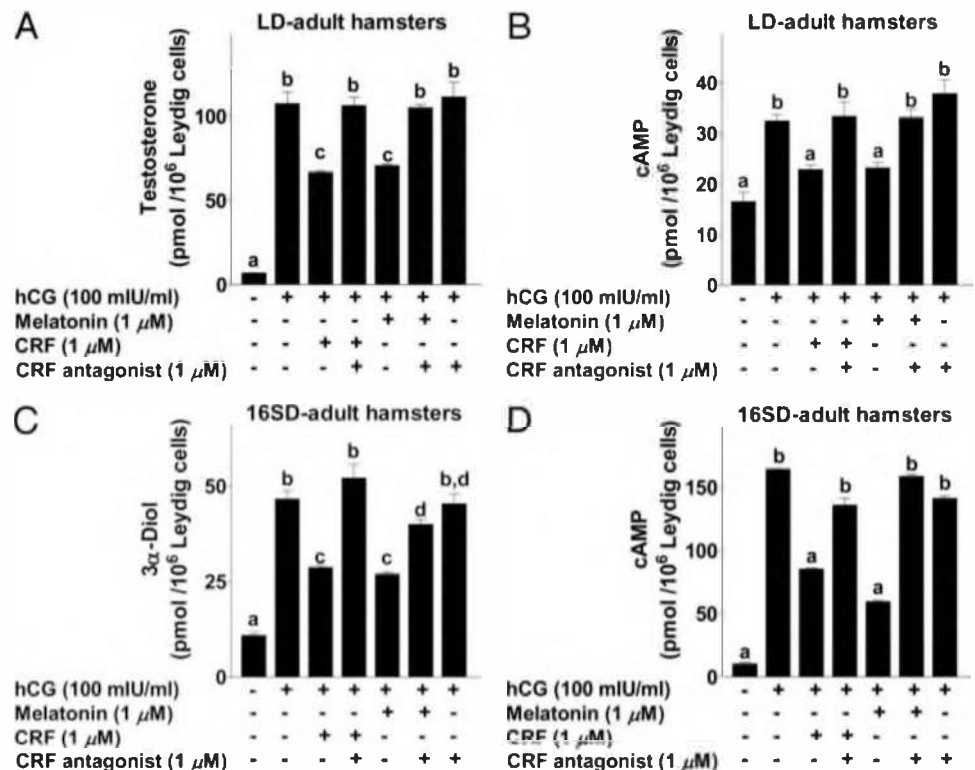 A
LD-adult hamsters
Testosterone
(pmol /10⁶ Leydig cells)
100
50
0
a b c b c b b
hCG (100 mIU/ml) - + + + + + +
Melatonin (1 μM) - - - - + + -
CRF (1 μM) - - + + - - -
CRF antagonist (1 μM) - - - + - + +
B
LD-adult hamsters
cAMP
(pmol /10⁶ Leydig cells)
40
30
20
10
0
a b a b a b b
hCG (100 mIU/ml) - + + + + + +
Melatonin (1 μM) - - - - + + -
CRF (1 μM) - - + + - - -
CRF antagonist (1 μM) - - - + - + +
C
16SD-adult hamsters
3α-Diol
(pmol /10⁶ Leydig cells)
50
25
0
a b c b c d b,d
hCG (100 mIU/ml) - + + + + + +
Melatonin (1 μM) - - - - + + -
CRF (1 μM) - - + + - - -
CRF antagonist (1 μM) - - - + - + +
D
16SD-adult hamsters
cAMP
(pmol /10⁶ Leydig cells)
150
100
50
0
a b a b a b b
hCG (100 mIU/ml) - + + + + + +
Melatonin (1 μM) - - - - + + -
CRF (1 μM) - - + + - - -
CRF antagonist (1 μM) - - - + - + +